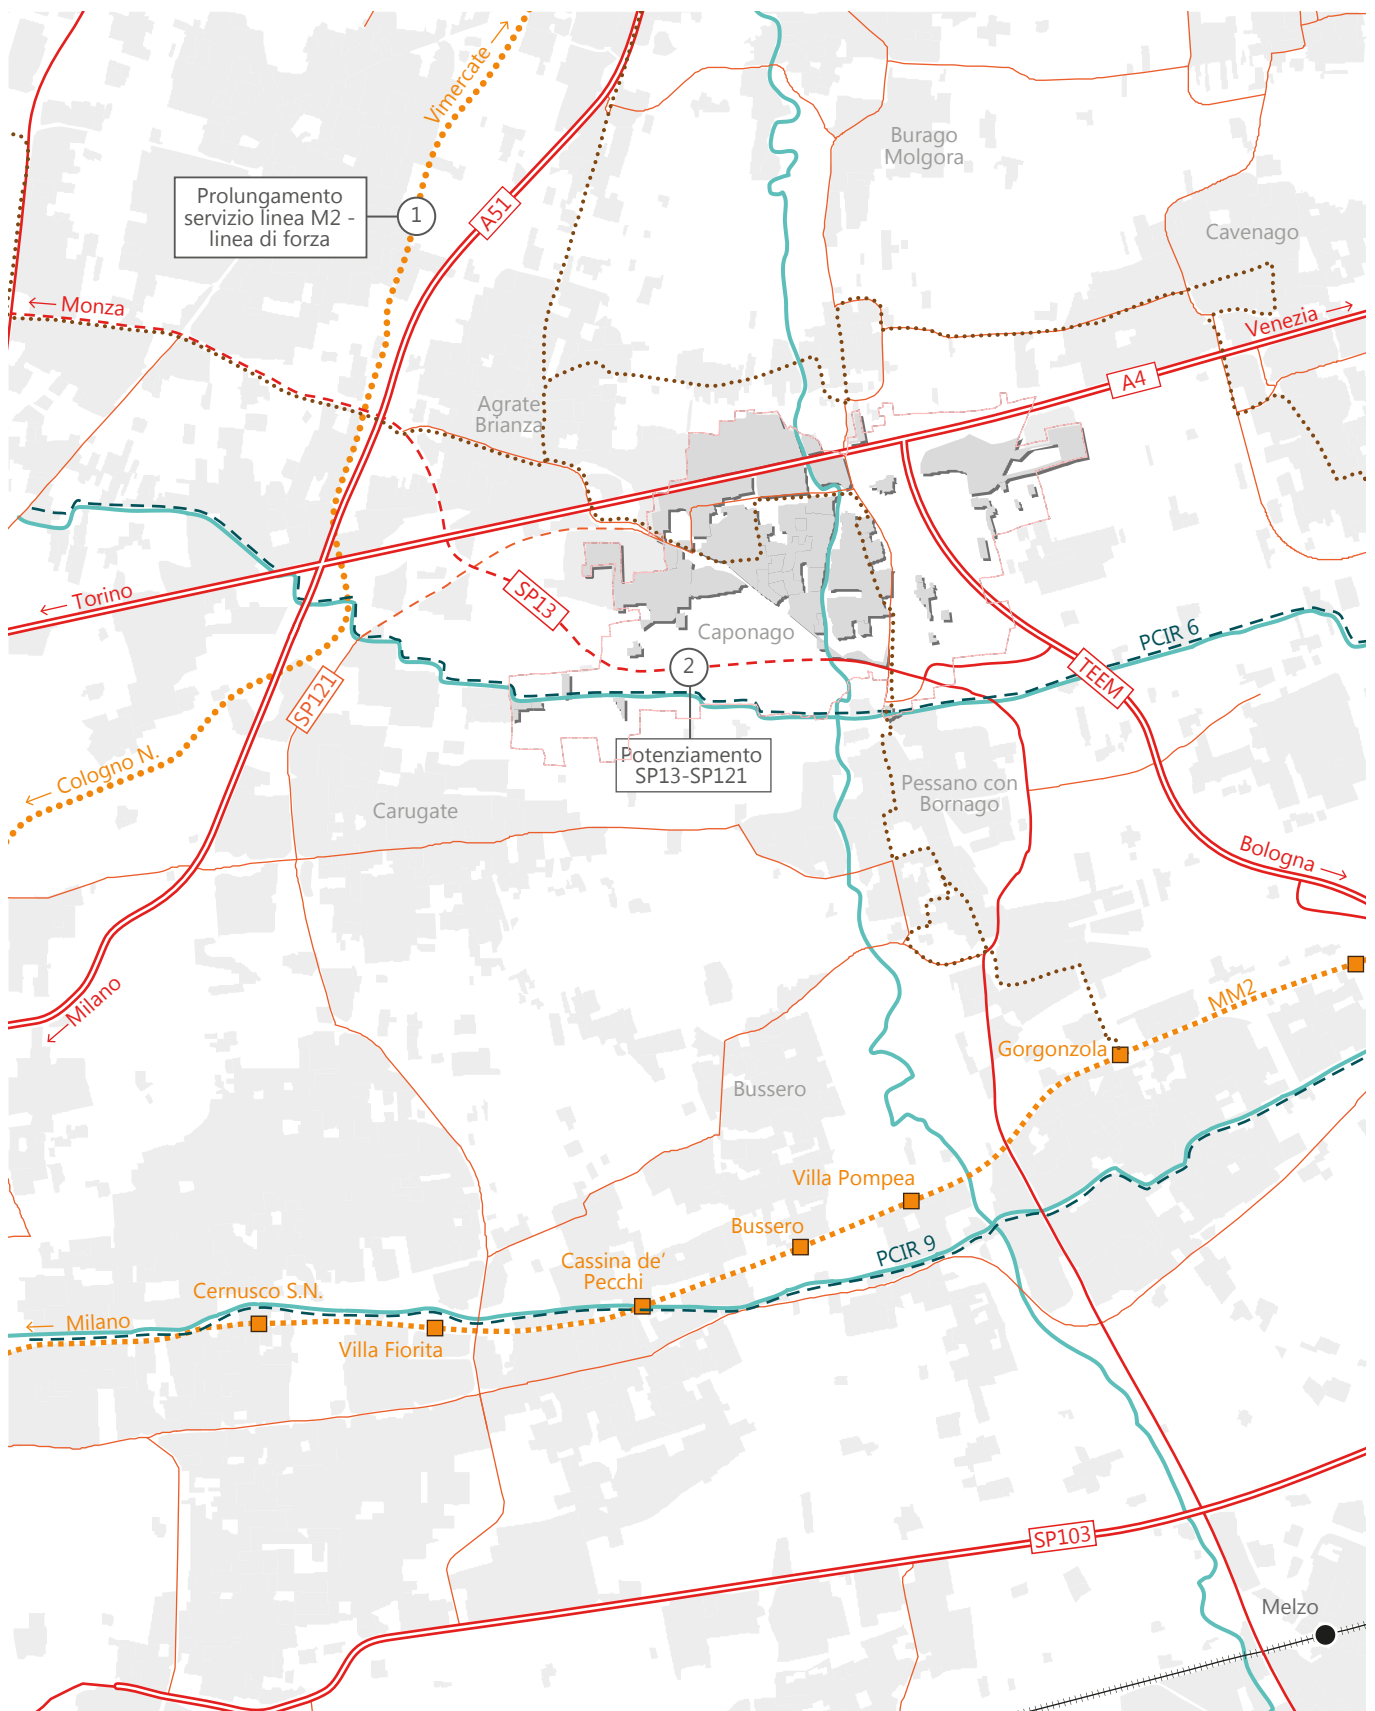 Vimercate →
Burago
Molgora
Prolungamento
servizio linea M2 -
linea di forza
1
A51
Cavenago
← Monza
Venezia →
A4
Agrate
Brianza
← Torino
SP13
Caponago
PCIR 6
2
TEEM
SP121
Potenziamento
SP13-SP121
← Cologno N.
Pessano con
Bornago
Carugate
Bologna →
← Milano
MM2
Gorgonzola
Bussero
Villa Pompea
Bussero
PCIR 9
Cassina de'
Pecchi
Cernusco S.N.
← Milano
Villa Fiorita
SP103
Melzo